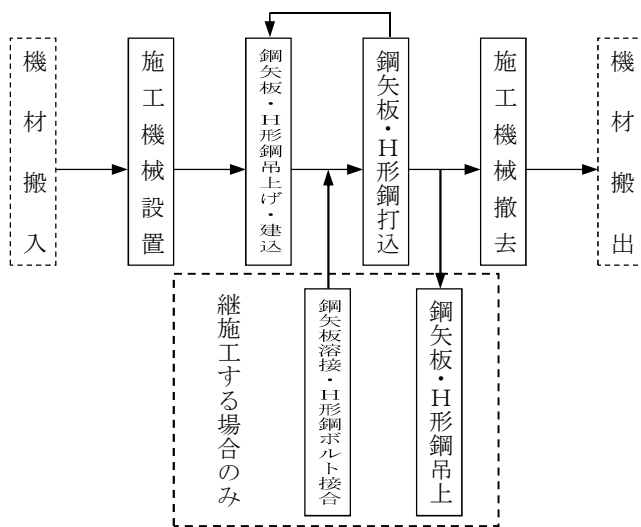 機材搬入
施工機械設置
鋼矢板・H形鋼吊上げ・建込
鋼矢板・H形鋼打込
施工機械撤去
機材搬出
継施工する場合のみ
鋼矢板溶接・H形鋼ボルト接合
鋼矢板・H形鋼吊上